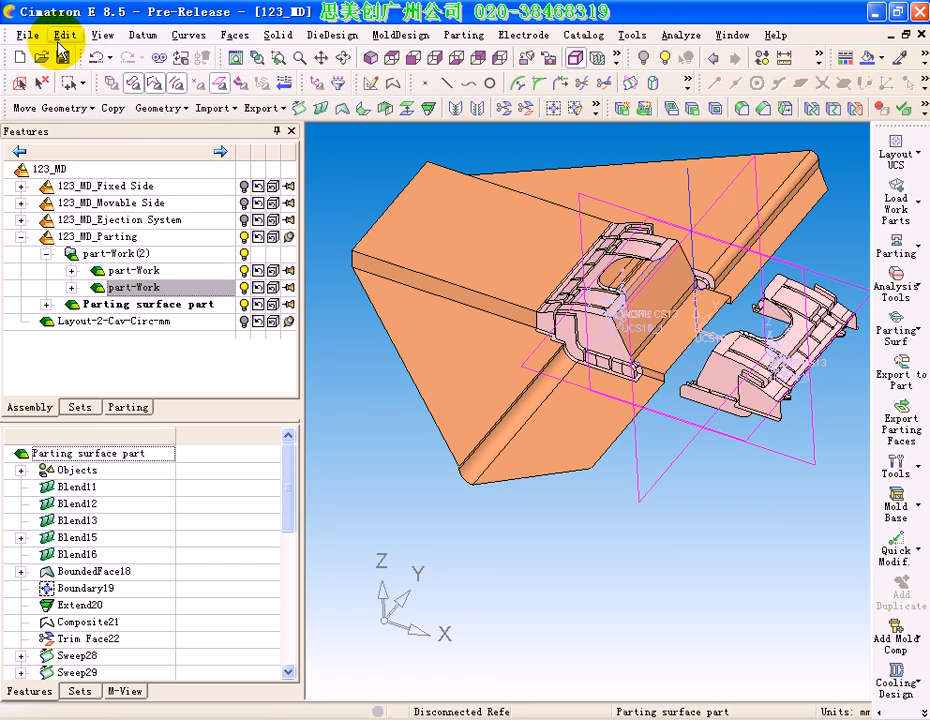 Cimatron E 8.5 - Pre-Release - [123_MD] 思美创广州公司 020-38468319
File Edit View Datum Curves Faces Solid DieDesign MoldDesign Parting Electrode Catalog Tools Analyze Window Help
Move Geometry Copy Geometry Import Export
Features
123_MD
123_MD_Fixed Side
123_MD_Movable Side
123_MD_Ejection System
123_MD_Parting
part-Work(2)
part-Work
part-Work
Parting surface part
Layout-2-Cav-Circ-mm
Assembly Sets Parting
Parting surface part
Objects
Blend11
Blend12
Blend13
Blend15
Blend16
BoundedFace18
Boundary19
Extend20
Composite21
Trim Face22
Sweep28
Sweep29
Features Sets M-View
Z
Y
X
Layout
UCS
Load
Work
Parts
Parting
Analysis
Tools
Parting
Surf
Export to
Part
Export
Parting
Faces
Tools
Mold
Base
Quick
Modif.
Add
Duplicate
Add Mold
Comp
Cooling
Design
Disconnected Refe Parting surface part Units: mm